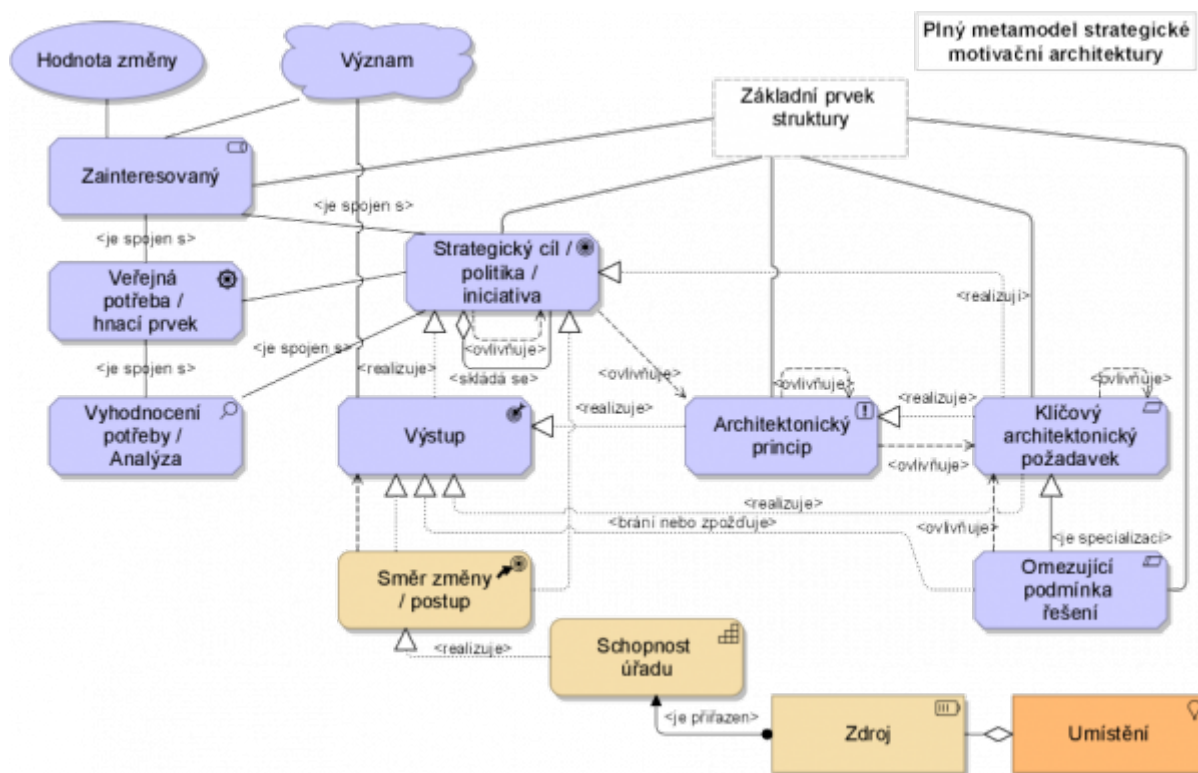 Plný metamodel strategické
motivační architektury
Hodnota změny
Význam
Základní prvek
struktury
Zainteresovaný
<je spojen s>
<je spojen s>
Strategický cíl /
politika /
iniciativa
Veřejná
potřeba /
hnací prvek
<realizují>
<je spojen s>
<je spojen s>
<realizuje>
<ovlivňuje>
<skládá se>
<ovlivňuje>
<ovlivňuje>
<ovlivňuje>
<realizuje>
<realizuje>
Vyhodnocení
potřeby /
Analýza
Výstup
Architektonický
princip
Klíčový
architektonický
požadavek
<ovlivňuje>
<realizuje>
<brání nebo zpožďuje>
<ovlivňuje>
<je specializací>
Směr změny
/ postup
Omezující
podmínka
řešení
<realizuje>
Schopnost
úřadu
<je přiřazen>
Zdroj
Umístění